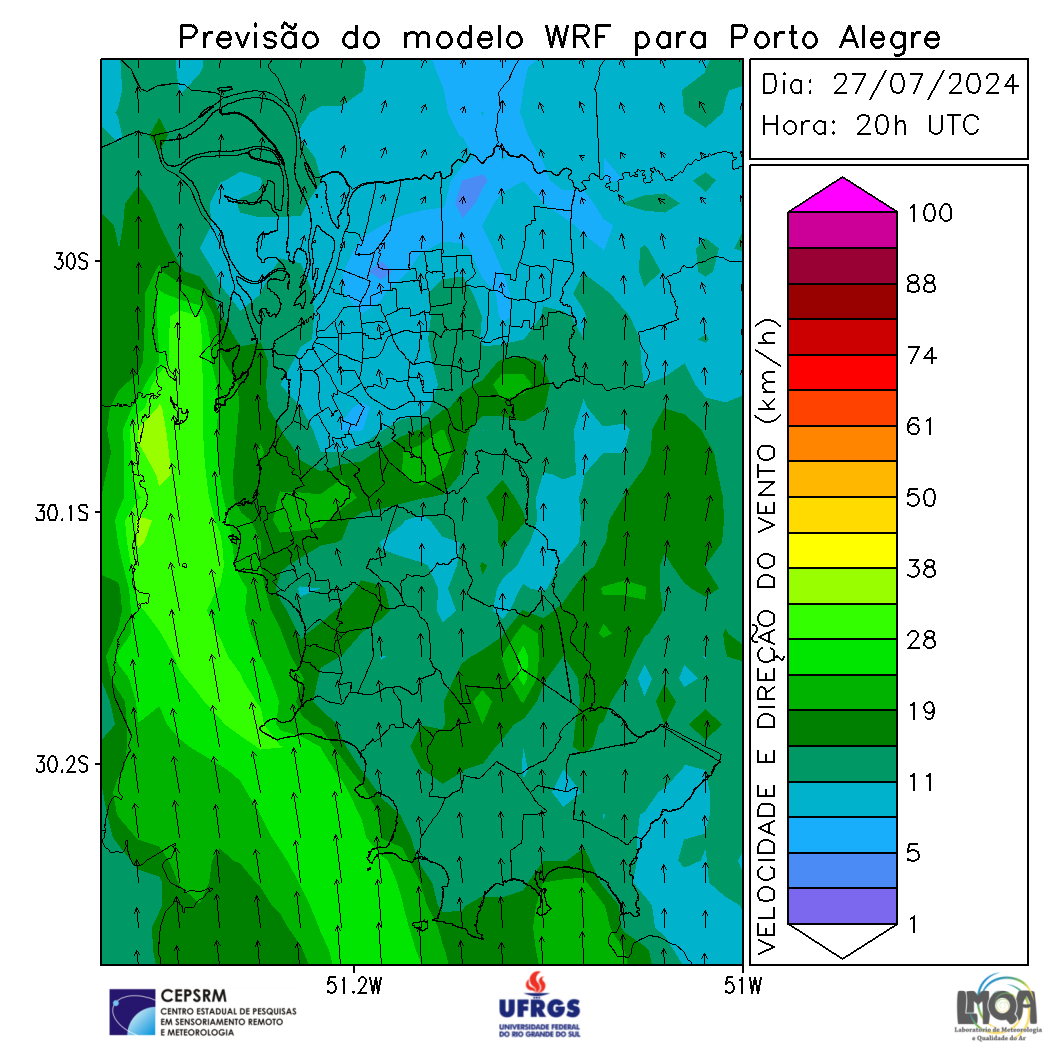 Previsão do modelo WRF para Porto Alegre
Dia: 27/07/2024
Hora: 20h UTC
30S
30.1S
30.2S
51.2W
51W
VELOCIDADE E DIREÇÃO DO VENTO (km/h)
100
88
74
61
50
38
28
19
11
5
1
CEPSRM
CENTRO ESTADUAL DE PESQUISAS
EM SENSORIAMENTO REMOTO
E METEOROLOGIA
UFRGS
UNIVERSIDADE FEDERAL
DO RIO GRANDE DO SUL
LMQA
Laboratório de Meteorologia
e Qualidade do Ar